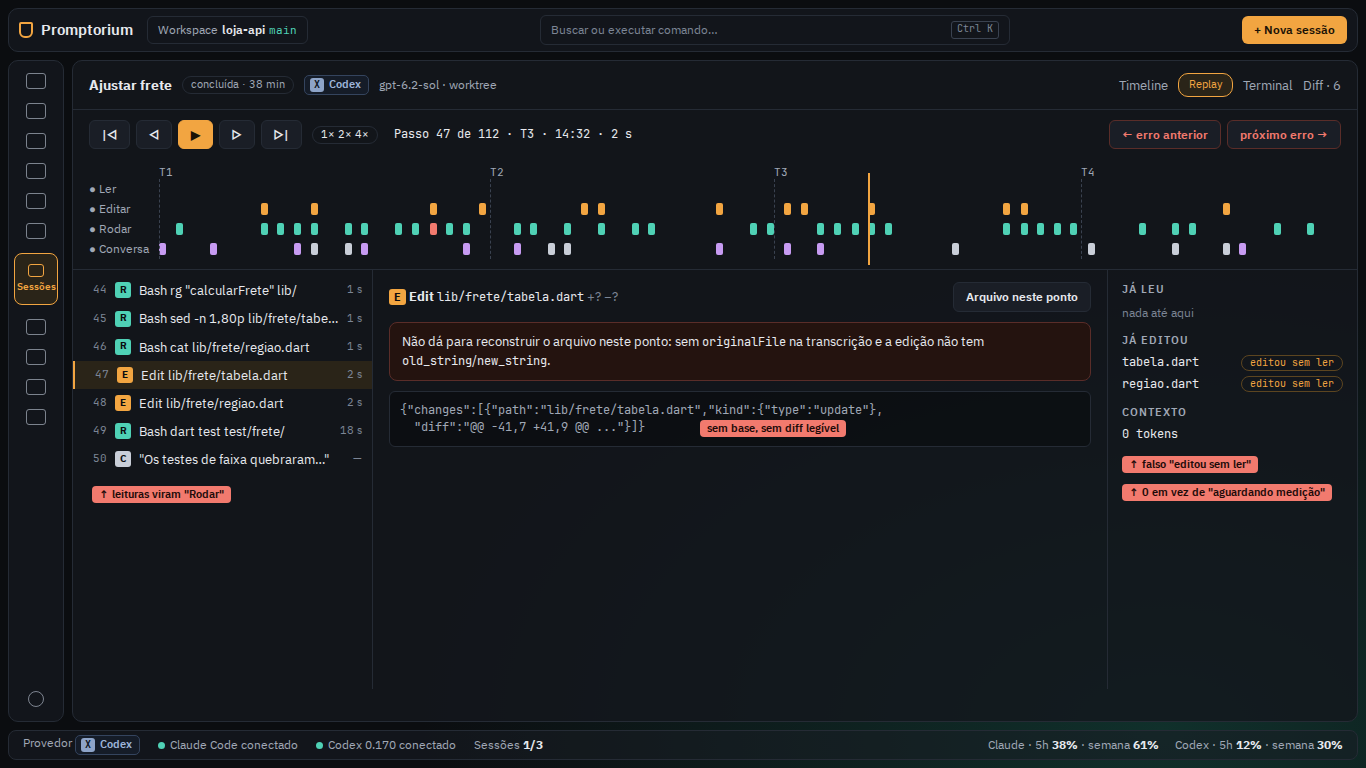 Promptorium
Workspace loja-api main
Buscar ou executar comando...
Ctrl K
+ Nova sessão
Sessões
Ajustar frete
concluída · 38 min
X Codex
gpt-6.2-sol · worktree
Timeline
Replay
Terminal
Diff · 6
1× 2× 4×
Passo 47 de 112 · T3 · 14:32 · 2 s
← erro anterior
próximo erro →
T1 T2 T3 T4
● Ler
● Editar
● Rodar
● Conversa
44 R Bash rg "calcularFrete" lib/ 1 s
45 R Bash sed -n 1,80p lib/frete/tabe... 1 s
46 R Bash cat lib/frete/regiao.dart 1 s
47 E Edit lib/frete/tabela.dart 2 s
48 E Edit lib/frete/regiao.dart 2 s
49 R Bash dart test test/frete/ 18 s
50 C "Os testes de faixa quebraram..." —
↑ leituras viram "Rodar"
E Edit lib/frete/tabela.dart +? −?
Arquivo neste ponto
Não dá para reconstruir o arquivo neste ponto: sem originalFile na transcrição e a edição não tem
old_string/new_string.
{"changes":[{"path":"lib/frete/tabela.dart","kind":{"type":"update"},
"diff":"@@ -41,7 +41,9 @@ ..."}]}
sem base, sem diff legível
JÁ LEU
nada até aqui
JÁ EDITOU
tabela.dart editou sem ler
regiao.dart editou sem ler
CONTEXTO
0 tokens
↑ falso "editou sem ler"
↑ 0 em vez de "aguardando medição"
Provedor X Codex
● Claude Code conectado
● Codex 0.170 conectado
Sessões 1/3
Claude · 5h 38% · semana 61%
Codex · 5h 12% · semana 30%